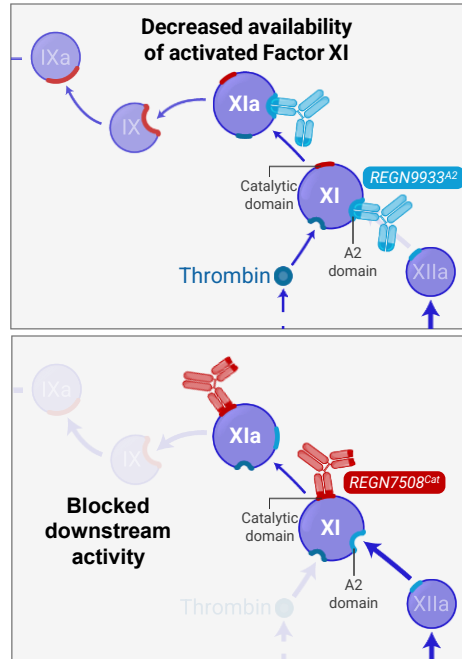 Decreased availability
of activated Factor XI
IXa
XIa
IX
REGN9933A2
Catalytic
domain
XI
A2
domain
XIIa
Thrombin
IXa
XIa
IX
REGN7508Cat
Blocked
downstream
activity
Catalytic
domain
XI
A2
domain
XIIa
Thrombin